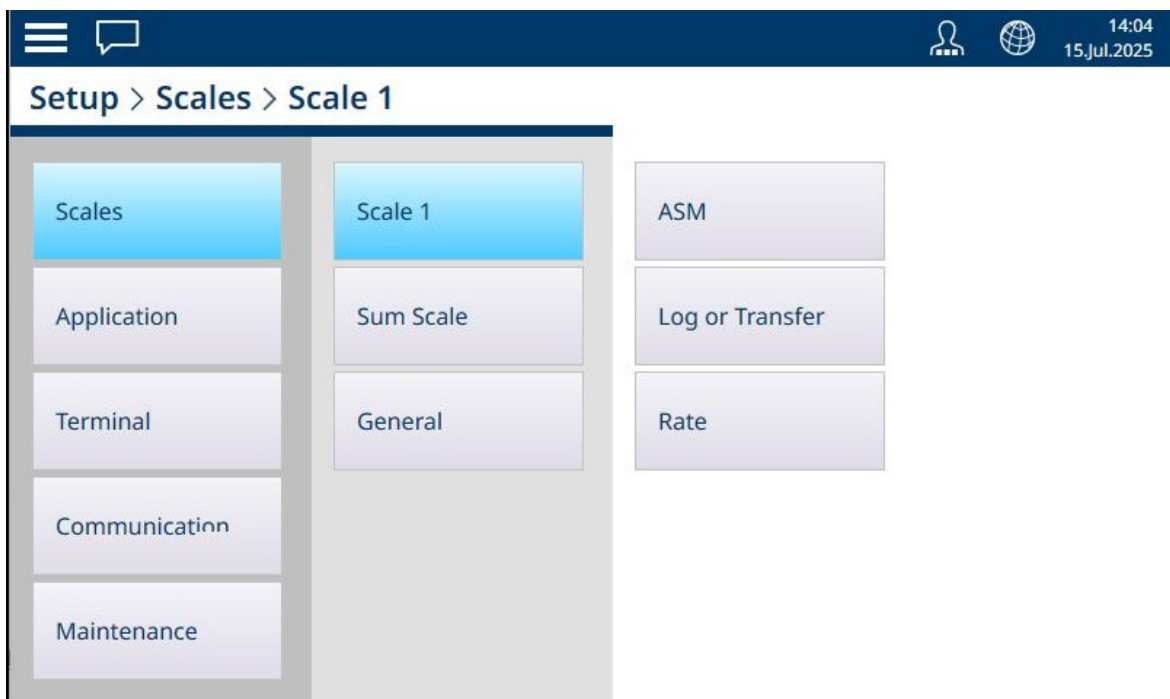 14:04
15.Jul.2025
Setup > Scales > Scale 1
Scales
Application
Terminal
Communication
Maintenance
Scale 1
Sum Scale
General
ASM
Log or Transfer
Rate